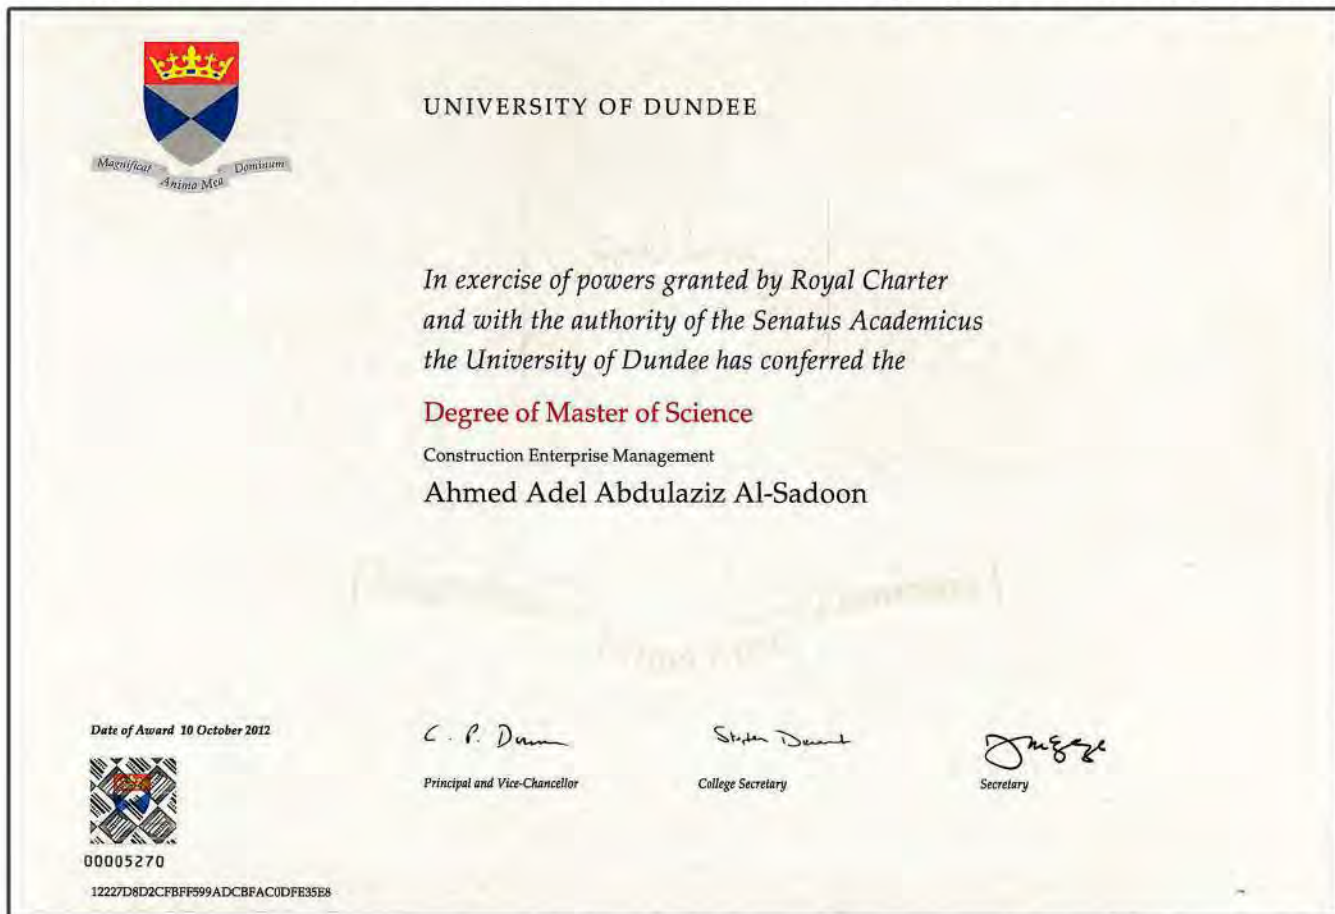 Magnificat
Anima Mea
Dominum
UNIVERSITY OF DUNDEE
In exercise of powers granted by Royal Charter
and with the authority of the Senatus Academicus
the University of Dundee has conferred the
Degree of Master of Science
Construction Enterprise Management
Ahmed Adel Abdulaziz Al-Sadoon
Date of Award 10 October 2012
C. P.
Principal and Vice-Chancellor
College Secretary
Secretary
00005270
12227D8D2CFBFF599ADCBFAC0DFE35E8